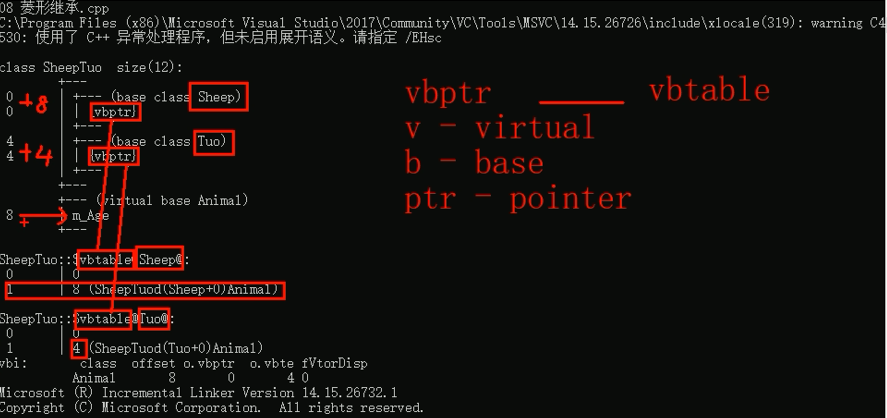 08 菱形继承.cpp
C:\Program Files (x86)\Microsoft Visual Studio\2017\Community\VC\Tools\MSVC\14.15.26726\include\xlocale(319): warning C4
530: 使用了 C++ 异常处理程序，但未启用展开语义。请指定 /EHsc
class SheepTuo  size(12):
+---
0 +8 | +--- (base class Sheep)
0 | | {vbptr}
| +---
4 +4 | +--- (base class Tuo)
4 | | {vbptr}
| +---
+---
+--- (virtual base Animal)
8 + | m_Age
+---
vbptr ____ vbtable
v - virtual
b - base
ptr - pointer
SheepTuo::$vbtable@Sheep@:
0 | 0
1 | 8 (SheepTuod(Sheep+0)Animal)
SheepTuo::$vbtable@Tuo@:
0 | 0
1 | 4 (SheepTuod(Tuo+0)Animal)
vbi: class offset o.vbptr o.vbte fVtorDisp
Animal 8 0 4 0
Microsoft (R) Incremental Linker Version 14.15.26732.1
Copyright (C) Microsoft Corporation.  All rights reserved.